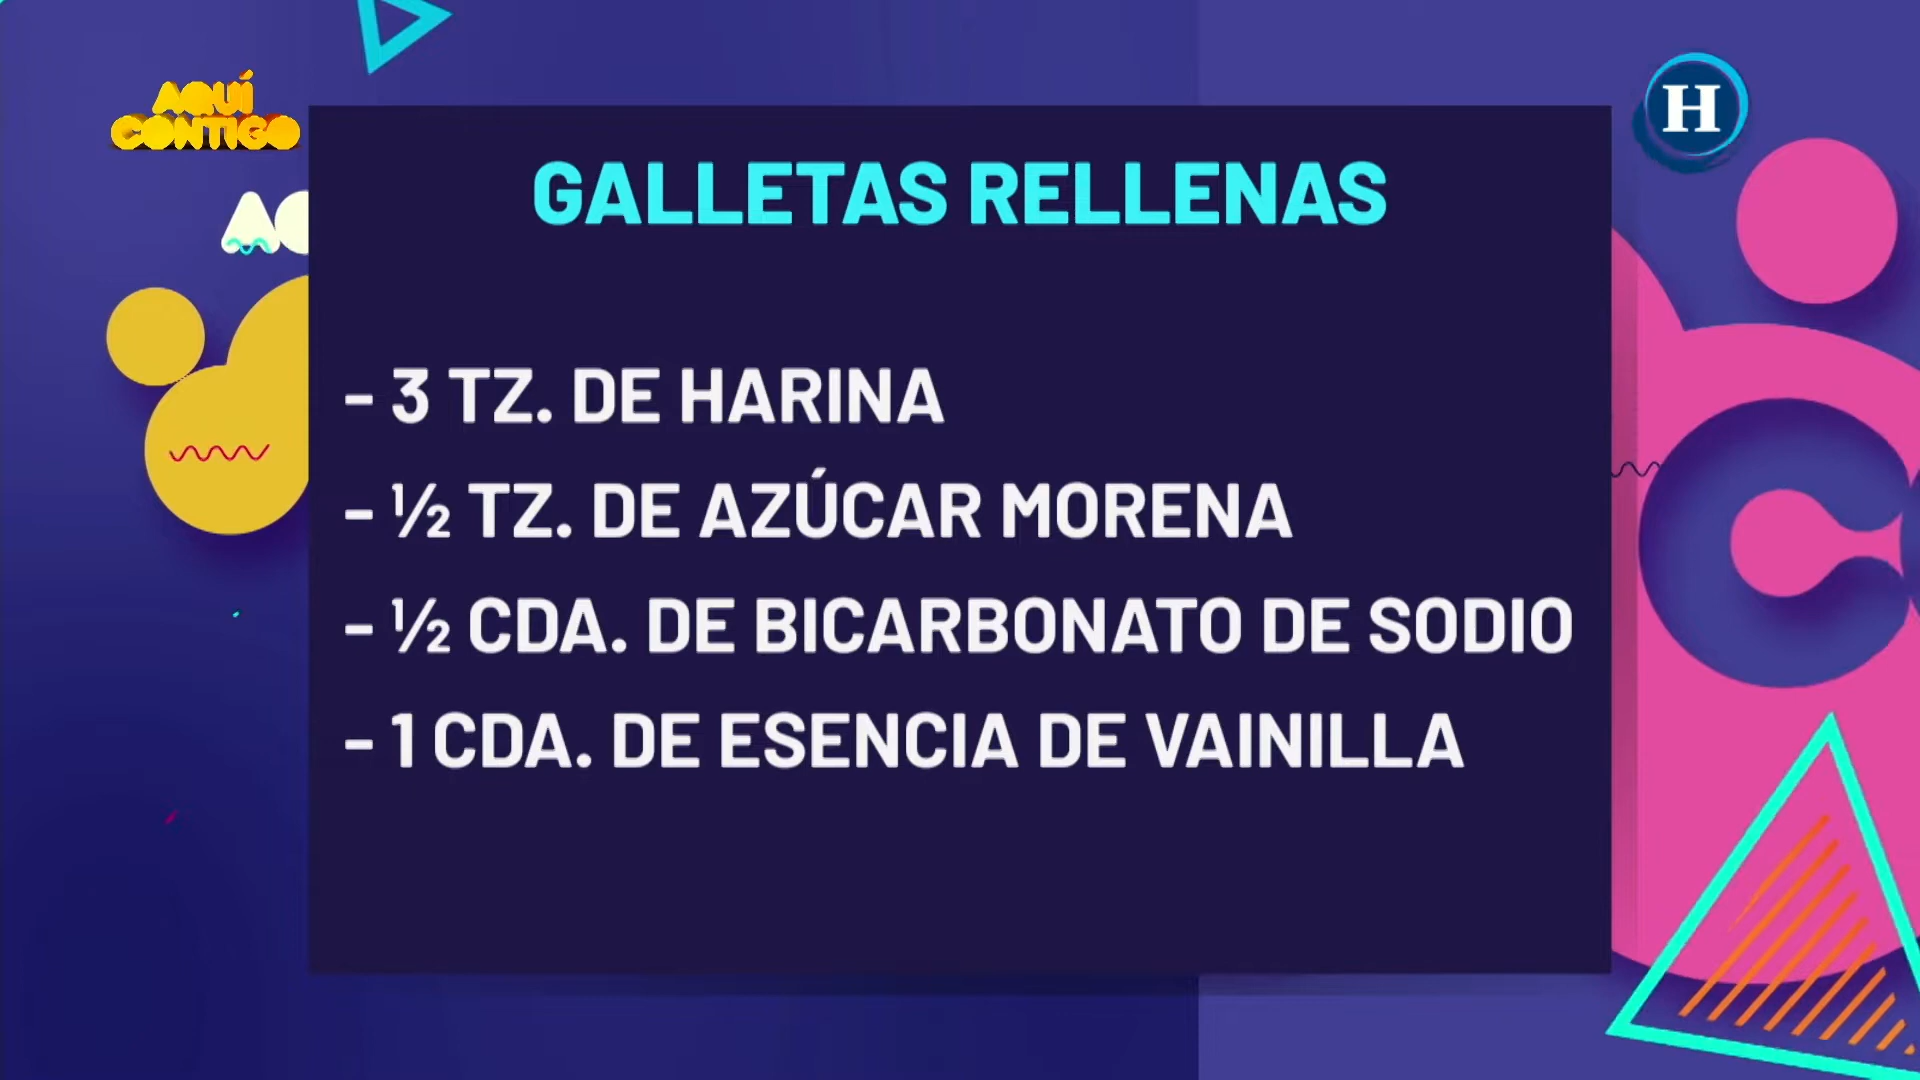 AQUÍ
CONTIGO
H
GALLETAS RELLENAS
- 3 TZ. DE HARINA
- ½ TZ. DE AZÚCAR MORENA
- ½ CDA. DE BICARBONATO DE SODIO
- 1 CDA. DE ESENCIA DE VAINILLA